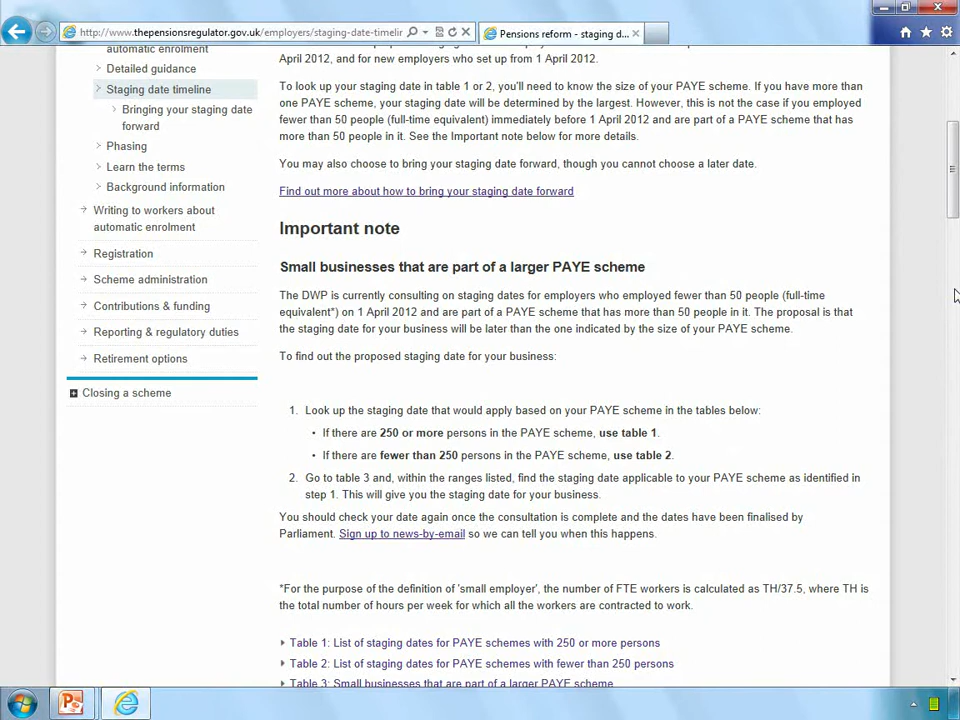 http://www.thepensionsregulator.gov.uk/employers/staging-date-timelir
Pensions reform - staging d...
automatic enrolment
Detailed guidance
Staging date timeline
Bringing your staging date
forward
Phasing
Learn the terms
Background information
Writing to workers about
automatic enrolment
Registration
Scheme administration
Contributions & funding
Reporting & regulatory duties
Retirement options
Closing a scheme
April 2012, and for new employers who set up from 1 April 2012.
To look up your staging date in table 1 or 2, you'll need to know the size of your PAYE scheme. If you have more than
one PAYE scheme, your staging date will be determined by the largest. However, this is not the case if you employed
fewer than 50 people (full-time equivalent) immediately before 1 April 2012 and are part of a PAYE scheme that has
more than 50 people in it. See the Important note below for more details.
You may also choose to bring your staging date forward, though you cannot choose a later date.
Find out more about how to bring your staging date forward
Important note
Small businesses that are part of a larger PAYE scheme
The DWP is currently consulting on staging dates for employers who employed fewer than 50 people (full-time
equivalent*) on 1 April 2012 and are part of a PAYE scheme that has more than 50 people in it. The proposal is that
the staging date for your business will be later than the one indicated by the size of your PAYE scheme.
To find out the proposed staging date for your business:
1. Look up the staging date that would apply based on your PAYE scheme in the tables below:
• If there are 250 or more persons in the PAYE scheme, use table 1.
• If there are fewer than 250 persons in the PAYE scheme, use table 2.
2. Go to table 3 and, within the ranges listed, find the staging date applicable to your PAYE scheme as identified in
step 1. This will give you the staging date for your business.
You should check your date again once the consultation is complete and the dates have been finalised by
Parliament. Sign up to news-by-email so we can tell you when this happens.
*For the purpose of the definition of 'small employer', the number of FTE workers is calculated as TH/37.5, where TH is
the total number of hours per week for which all the workers are contracted to work.
Table 1: List of staging dates for PAYE schemes with 250 or more persons
Table 2: List of staging dates for PAYE schemes with fewer than 250 persons
Table 3: Small businesses that are part of a larger PAYE scheme